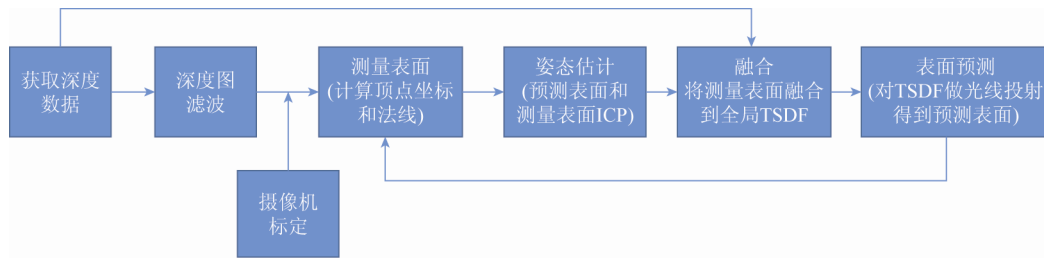 获取深度
数据
深度图
滤波
摄像机
标定
测量表面
(计算顶点坐标
和法线)
姿态估计
(预测表面和
测量表面ICP)
融合
将测量表面融合
到全局TSDF
表面预测
(对TSDF做光线投射
得到预测表面)